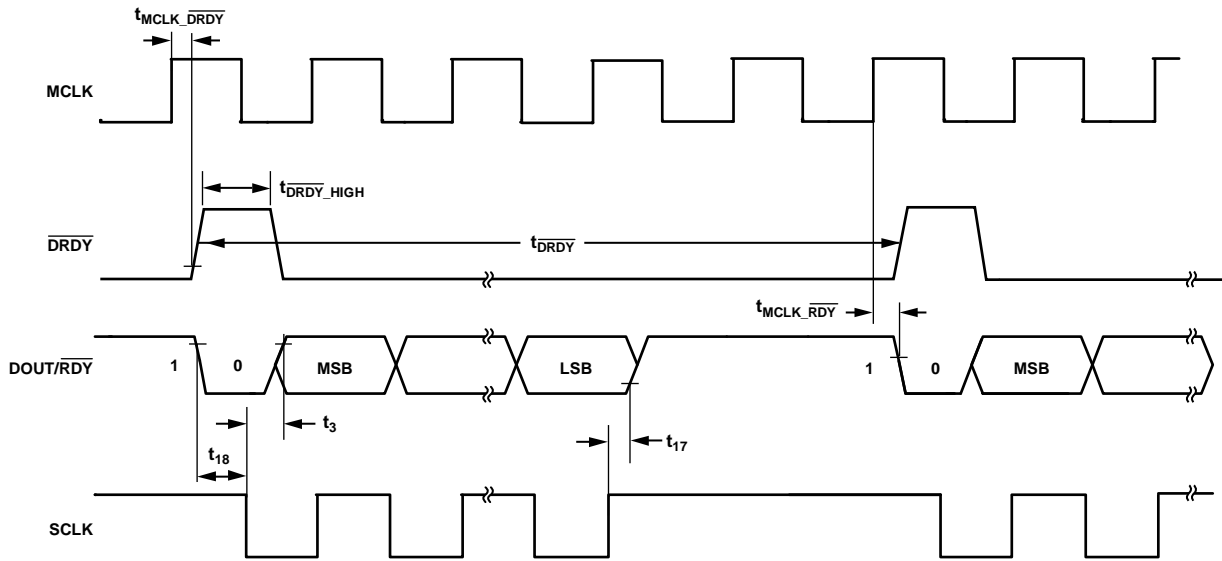 tMCLK_DRDY
MCLK
tDRDY_HIGH
DRDY
tDRDY
tMCLK_RDY
DOUT/RDY
1
0
MSB
LSB
1
0
MSB
t3
t17
t18
SCLK